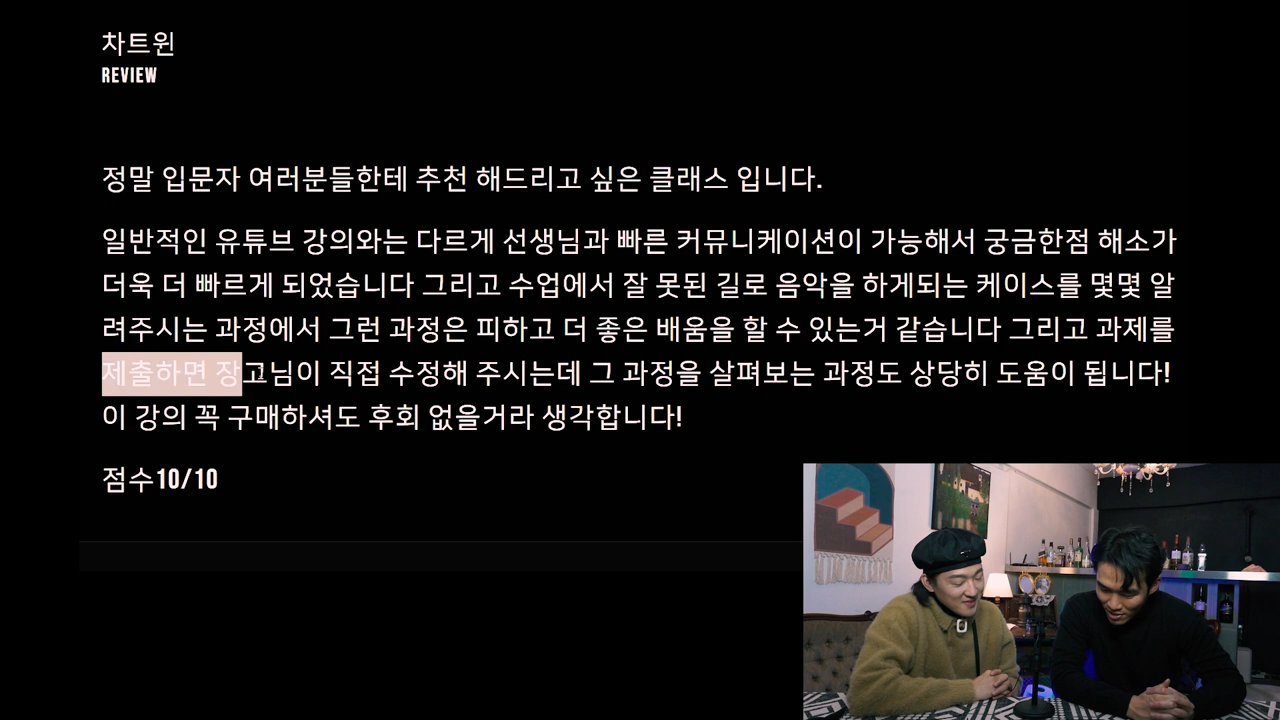 차트윈
REVIEW
정말 입문자 여러분들한테 추천 해드리고 싶은 클래스 입니다.
일반적인 유튜브 강의와는 다르게 선생님과 빠른 커뮤니케이션이 가능해서 궁금한점 해소가
더욱 더 빠르게 되었습니다 그리고 수업에서 잘 못된 길로 음악을 하게되는 케이스를 몇몇 알
려주시는 과정에서 그런 과정은 피하고 더 좋은 배움을 할 수 있는거 같습니다 그리고 과제를
제출하면 장고님이 직접 수정해 주시는데 그 과정을 살펴보는 과정도 상당히 도움이 됩니다!
이 강의 꼭 구매하셔도 후회 없을거라 생각합니다!
점수10/10